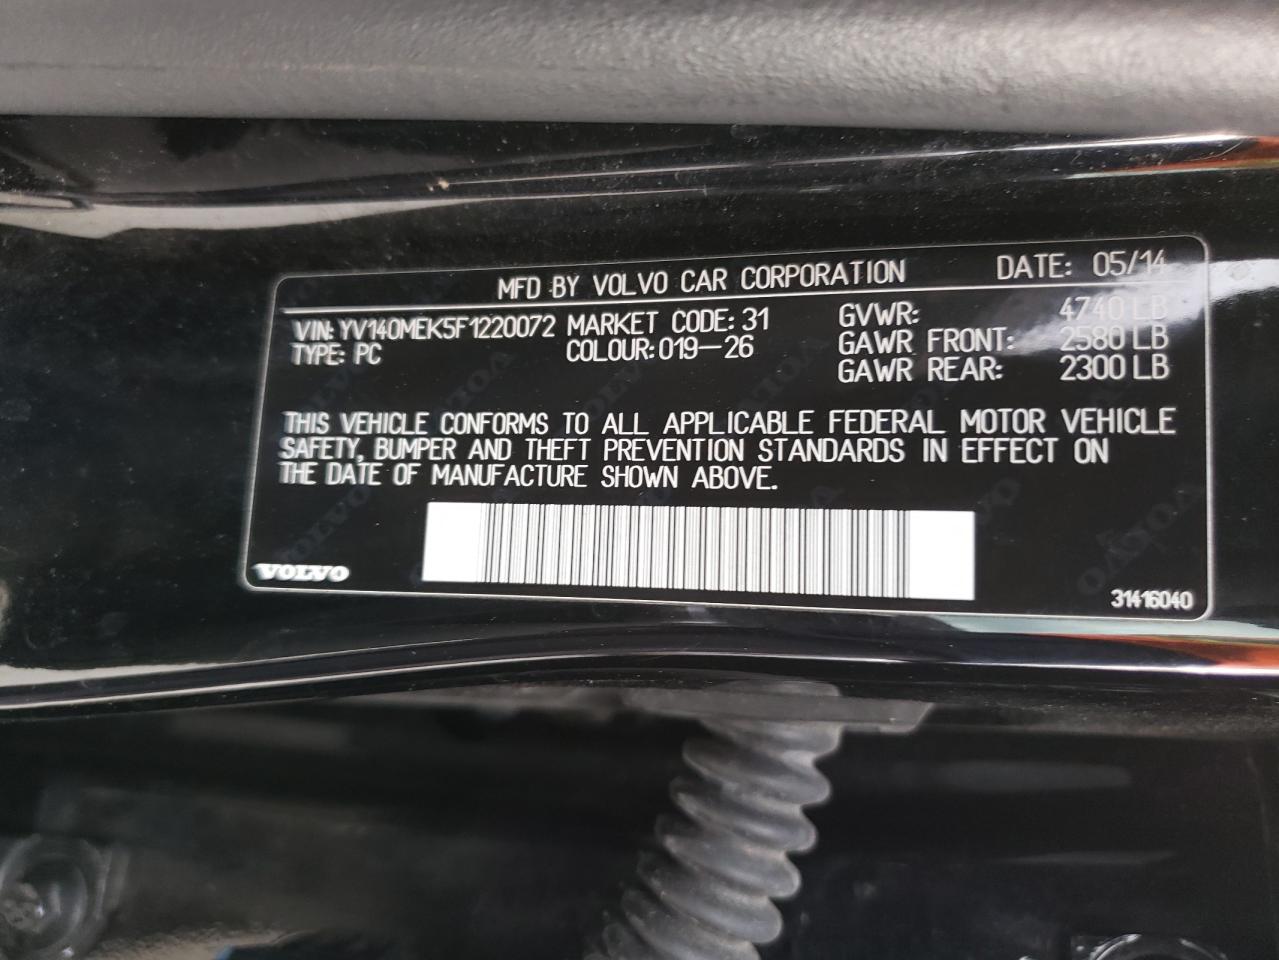 MFD BY VOLVO CAR CORPORATION DATE: 05/14
VIN: YV140MEK5F1220072 MARKET CODE: 31 GVWR: 4740 LB
TYPE: PC COLOUR: 019-26 GAWR FRONT: 2580 LB
GAWR REAR: 2300 LB
THIS VEHICLE CONFORMS TO ALL APPLICABLE FEDERAL MOTOR VEHICLE
SAFETY, BUMPER AND THEFT PREVENTION STANDARDS IN EFFECT ON
THE DATE OF MANUFACTURE SHOWN ABOVE.
VOLVO
31416040